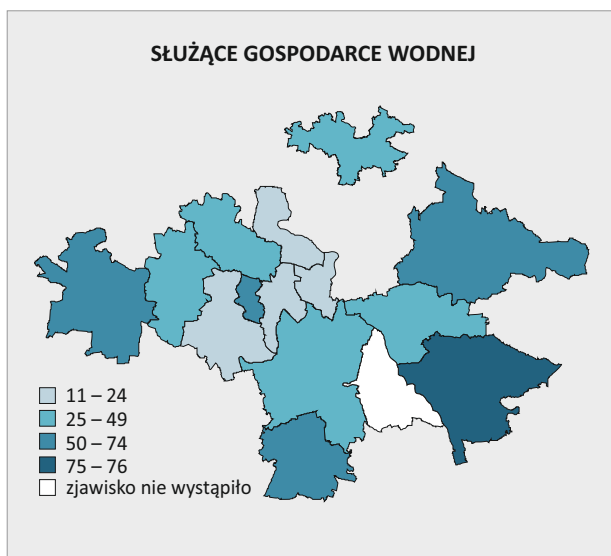 SŁUŻĄCE GOSPODARCE WODNEJ
11 – 24
25 – 49
50 – 74
75 – 76
zjawisko nie wystąpiło